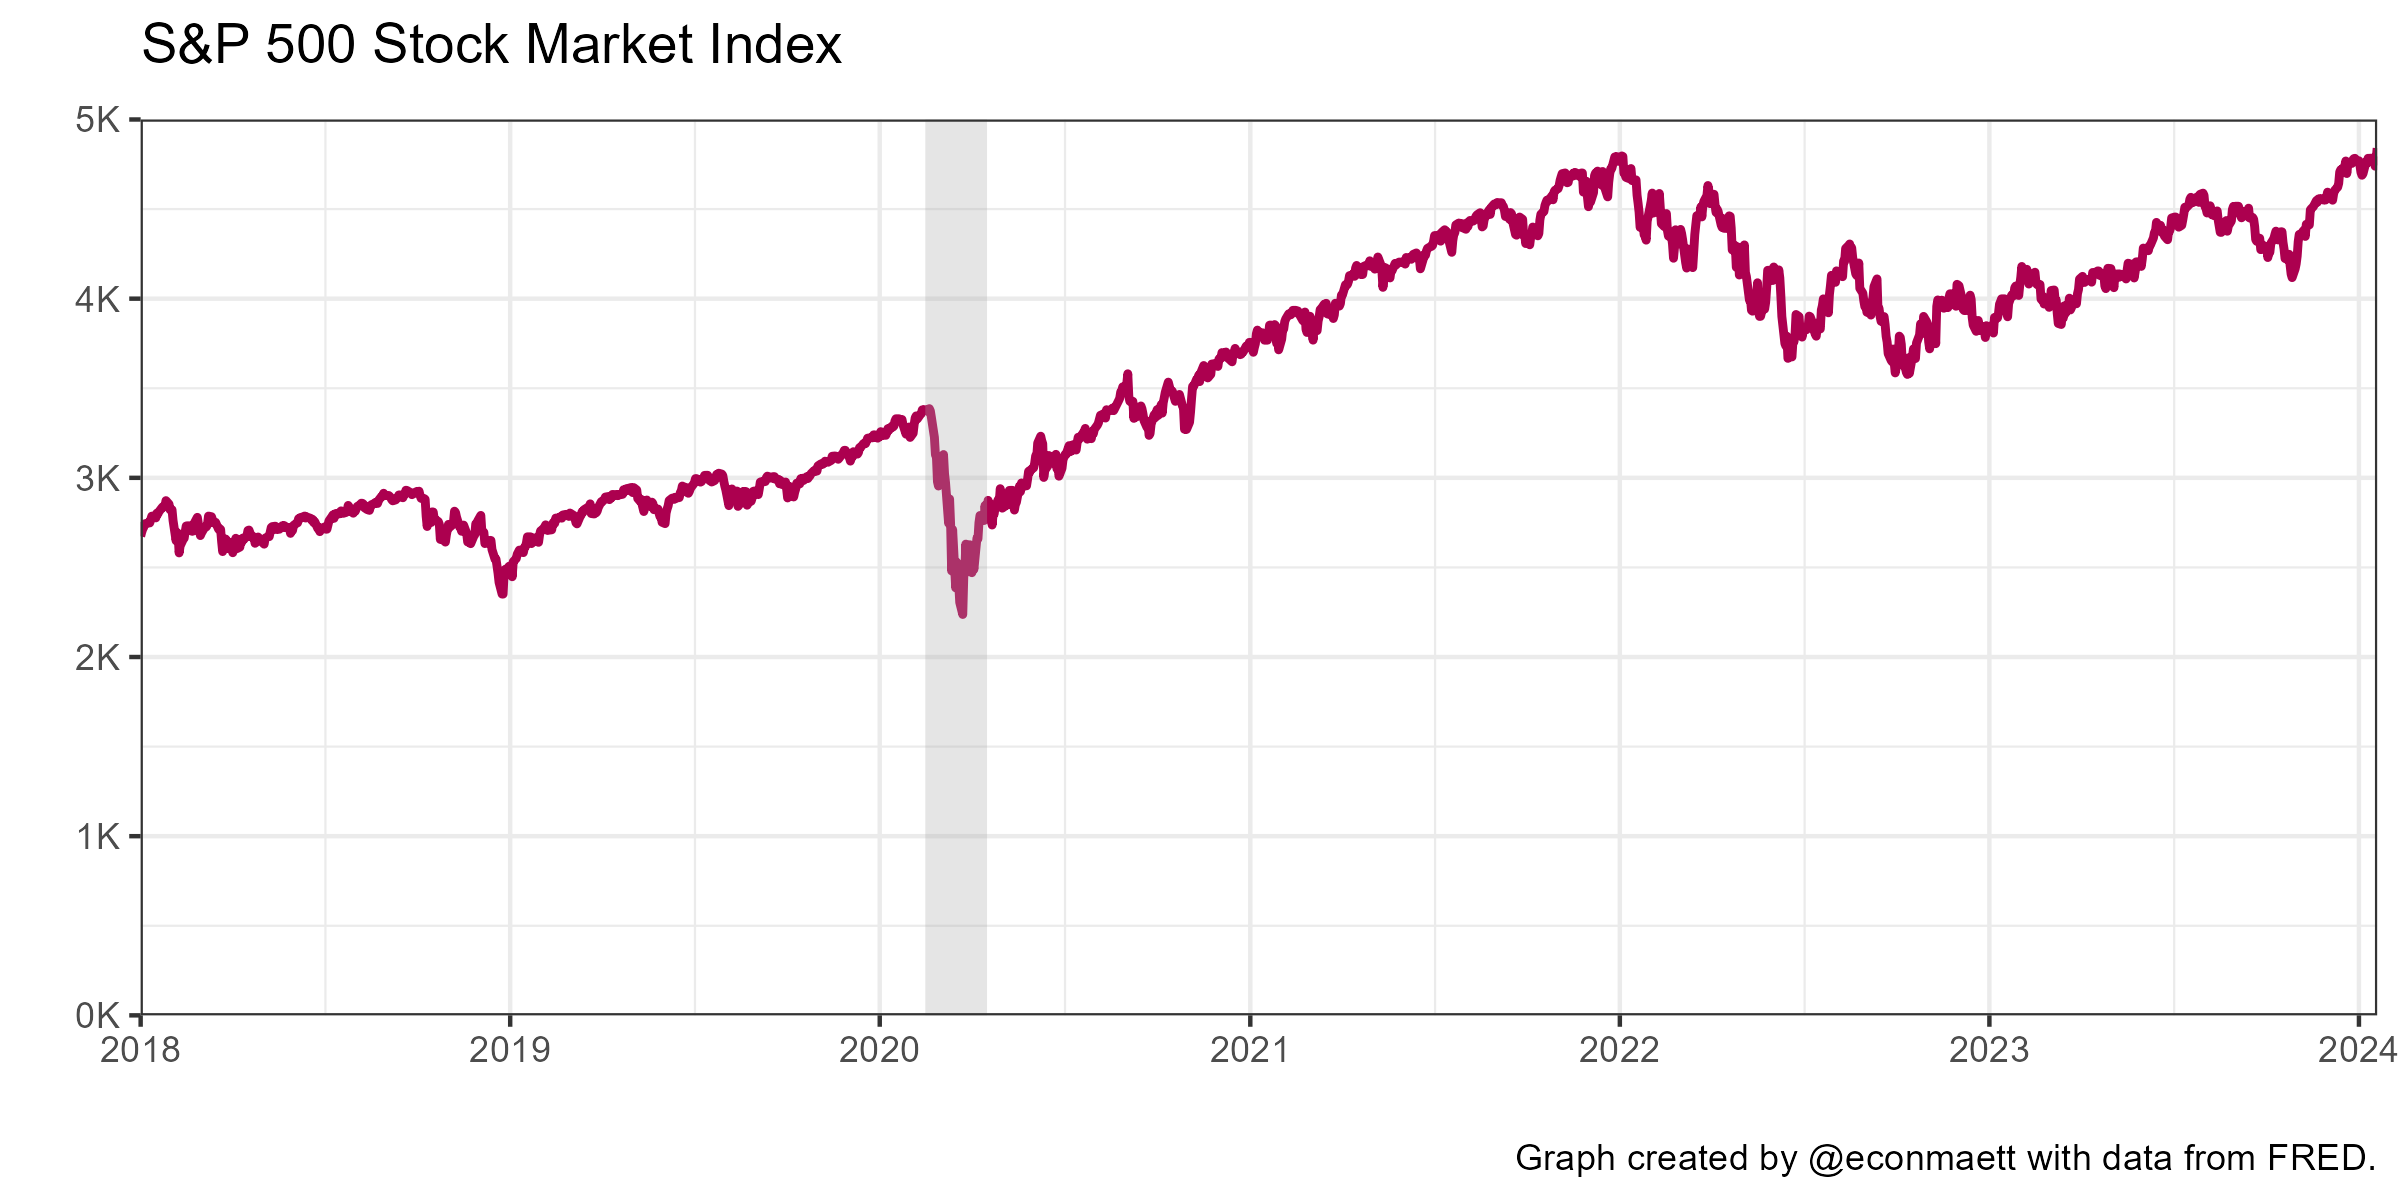 S&P 500 Stock Market Index
5K
4K
3K
2K
1K
0K
2018 2019 2020 2021 2022 2023 2024
Graph created by @econmaett with data from FRED.